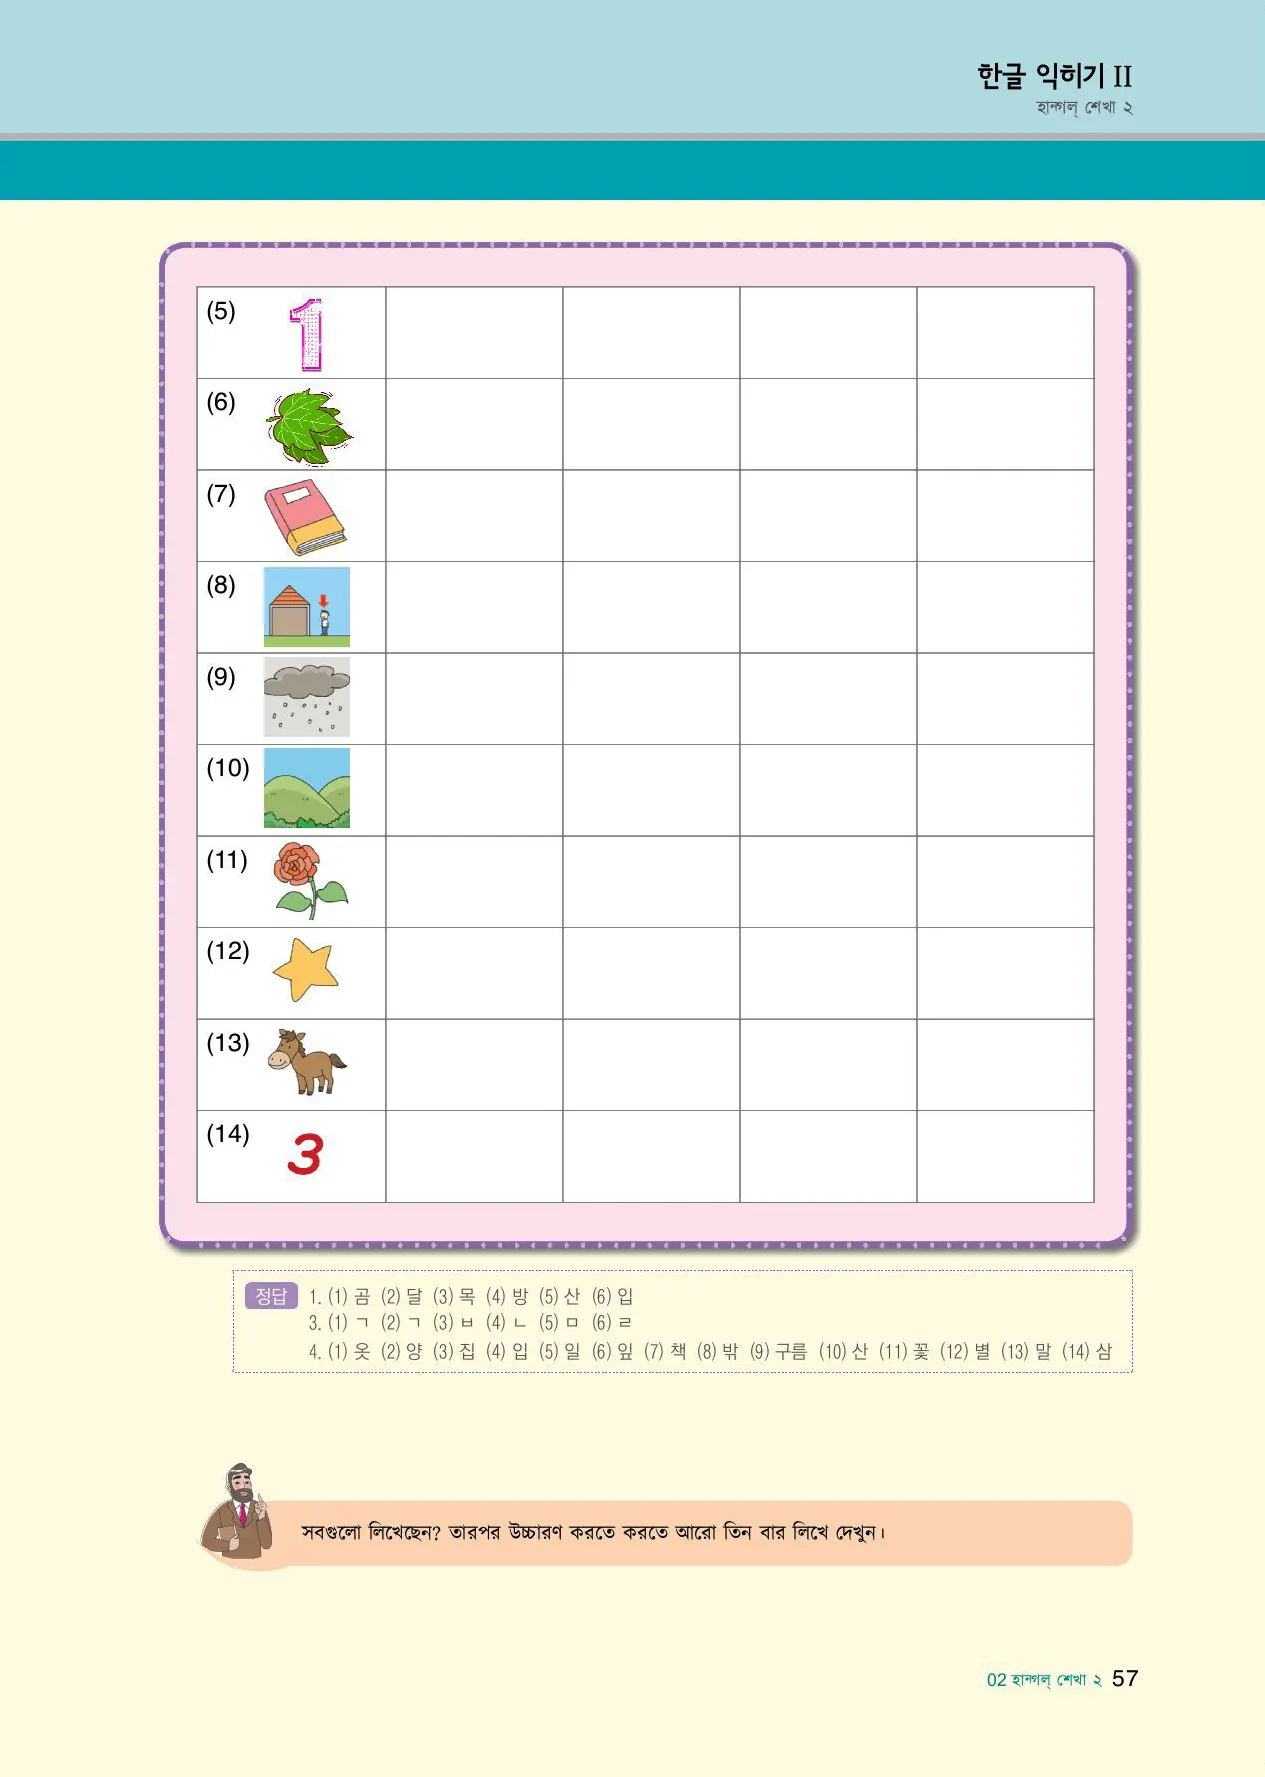 한글 익히기 II
হান্গল্ শেখা ২
(5) 1
(6)
(7)
(8)
(9)
(10)
(11)
(12)
(13)
(14) 3
정답 1. (1) 곰 (2) 달 (3) 목 (4) 방 (5) 산 (6) 입
3. (1) ㄱ (2) ㄱ (3) ㅂ (4) ㄴ (5) ㅁ (6) ㄹ
4. (1) 옷 (2) 양 (3) 집 (4) 입 (5) 일 (6) 잎 (7) 책 (8) 밖 (9) 구름 (10) 산 (11) 꽃 (12) 별 (13) 말 (14) 삼
সবগুলো লিখেছেন? তারপর উচ্চারণ করতে করতে আরো তিন বার লিখে দেখুন।
02 হান্গল্ শেখা ২ 57